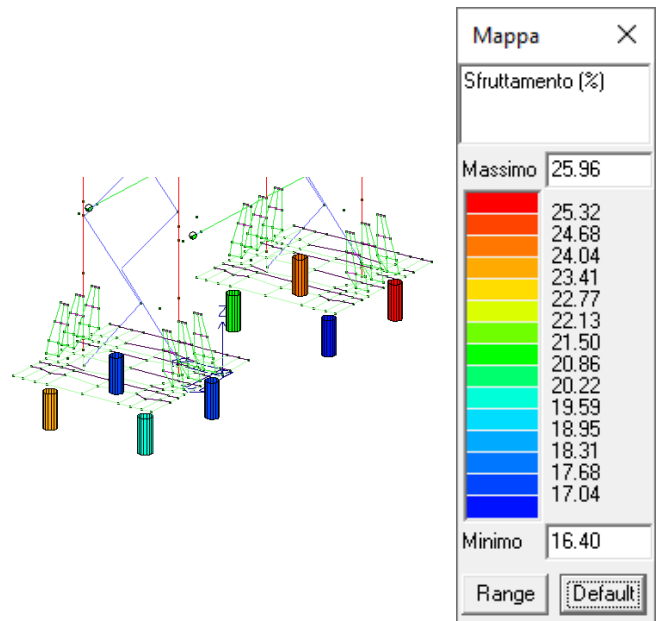 Mappa
Sfruttamento (%)
Massimo 25.96
25.32
24.68
24.04
23.41
22.77
22.13
21.50
20.86
20.22
19.59
18.95
18.31
17.68
17.04
Minimo 16.40
Range Default
Z